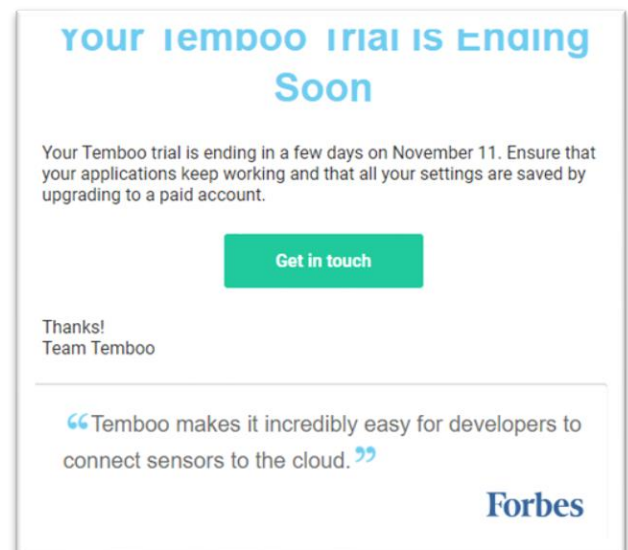 Your Temboo Trial is Ending
Soon
Your Temboo trial is ending in a few days on November 11. Ensure that
your applications keep working and that all your settings are saved by
upgrading to a paid account.
Get in touch
Thanks!
Team Temboo
“Temboo makes it incredibly easy for developers to
connect sensors to the cloud.”
Forbes